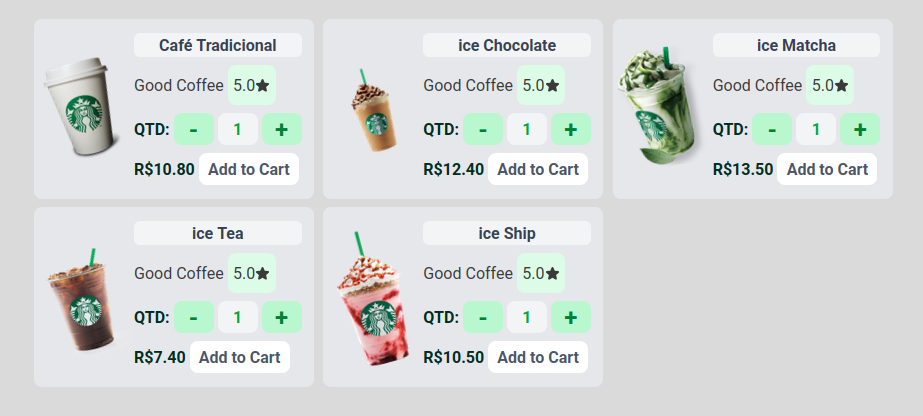 Café Tradicional
Good Coffee 5.0★
QTD: - 1 +
R$10.80 Add to Cart
ice Chocolate
Good Coffee 5.0★
QTD: - 1 +
R$12.40 Add to Cart
ice Matcha
Good Coffee 5.0★
QTD: - 1 +
R$13.50 Add to Cart
ice Tea
Good Coffee 5.0★
QTD: - 1 +
R$7.40 Add to Cart
ice Ship
Good Coffee 5.0★
QTD: - 1 +
R$10.50 Add to Cart